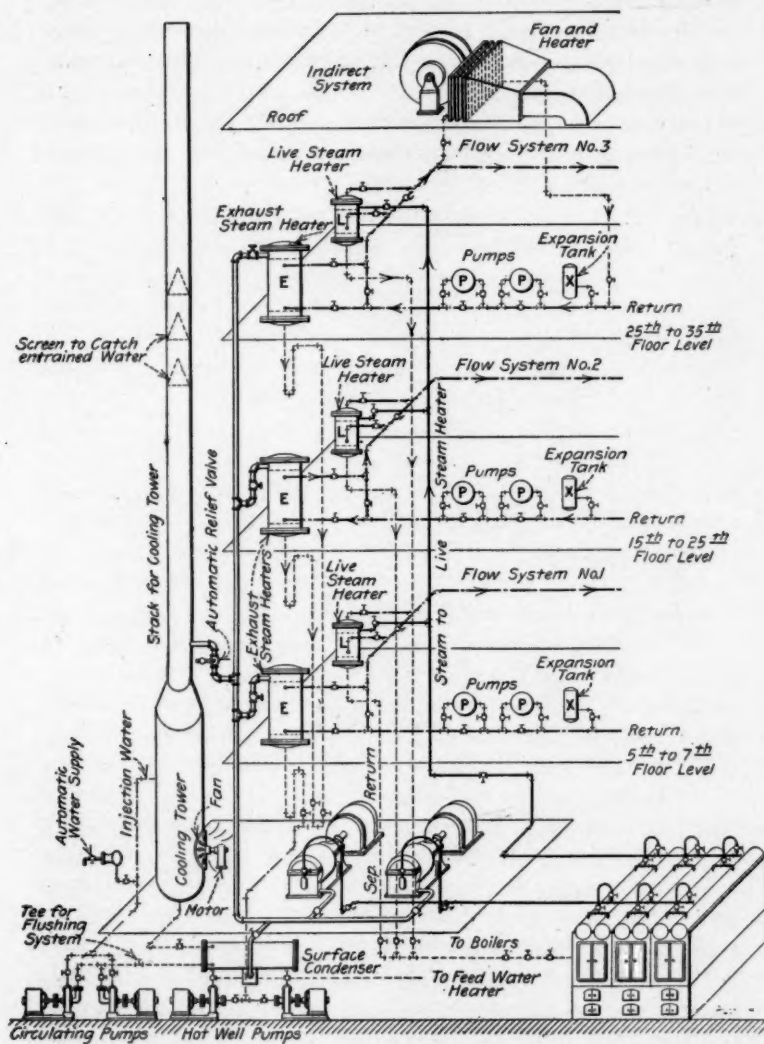 Fan and
Heater
Indirect
System
Roof
Flow System No.3
Live Steam
Heater
Exhaust
Steam Heater
L
E
Pumps
P
P
Expansion
Tank
X
Return
25th to 35th
Floor Level
Screen to Catch
entrained Water
Live Steam
Heater
Flow System No.2
L
E
Pumps
P
P
Expansion
Tank
X
Return
15th to 25th
Floor Level
Stack for Cooling Tower
Automatic Relief Valve
Exhaust
Steam Heaters
Steam to Live Steam Heater
Live
Steam
Heater
Flow System No.1
L
E
Pumps
P
P
Expansion
Tank
X
Return
5th to 7th
Floor Level
Automatic
Water Supply
Injection Water
Cooling Tower
Fan
Motor
Sep. Return
Tee for
Flushing
System
Surface
Condenser
To Boilers
To Feed Water
Heater
Circulating Pumps
Hot Well Pumps